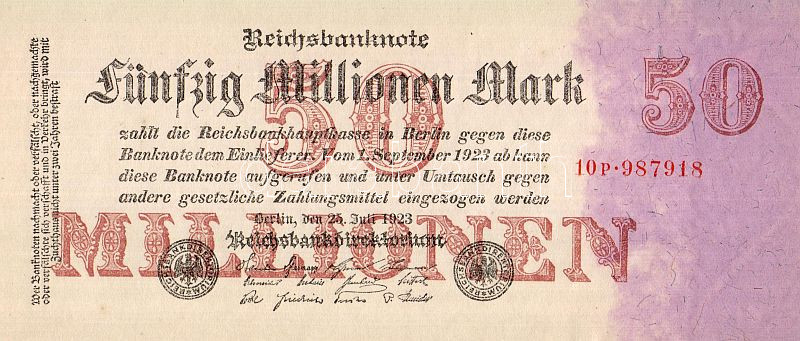 Reichsbanknote
Fünfzig Millionen Mark
50
50
zahlt die Reichsbankhauptkasse in Berlin gegen diese
Banknote dem Einlieferer. Vom 1. September 1923 ab kann
diese Banknote aufgerufen und unter Umtausch gegen
andere gesetzliche Zahlungsmittel eingezogen werden
10P·987918
MILLIONEN
Berlin, den 25. Juli 1923
Reichsbankdirektorium
REICHSBANKDIREKTORIUM
REICHSBANKDIREKTORIUM
Wer Banknoten nachmacht oder verfälscht, oder nachgemachte
oder verfälschte sich verschafft und in Verkehr bringt, wird mit
Zuchthaus nicht unter zwei Jahren bestraft